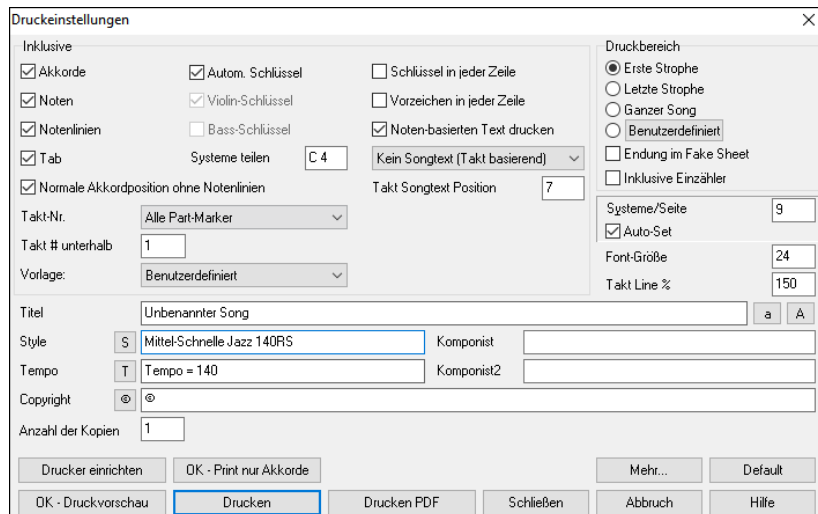 Druckeinstellungen
Inklusive
Akkorde Autom. Schlüssel Schlüssel in jeder Zeile
Noten Violin-Schlüssel Vorzeichen in jeder Zeile
Notenlinien Bass-Schlüssel Noten-basierten Text drucken
Tab Systeme teilen C 4 Kein Songtext (Takt basierend)
Normale Akkordposition ohne Notenlinien Takt Songtext Position 7
Takt-Nr. Alle Part-Marker
Takt # unterhalb 1
Vorlage: Benutzerdefiniert
Druckbereich
Erste Strophe
Letzte Strophe
Ganzer Song
Benutzerdefiniert
Endung im Fake Sheet
Inklusive Einzähler
Systeme/Seite 9
Auto-Set
Font-Größe 24
Takt Line % 150
Titel Unbenannter Song a A
Style S Mittel-Schnelle Jazz 140RS Komponist
Tempo T Tempo = 140 Komponist2
Copyright © ©
Anzahl der Kopien 1
Drucker einrichten OK - Print nur Akkorde Mehr... Default
OK - Druckvorschau Drucken Drucken PDF Schließen Abbruch Hilfe